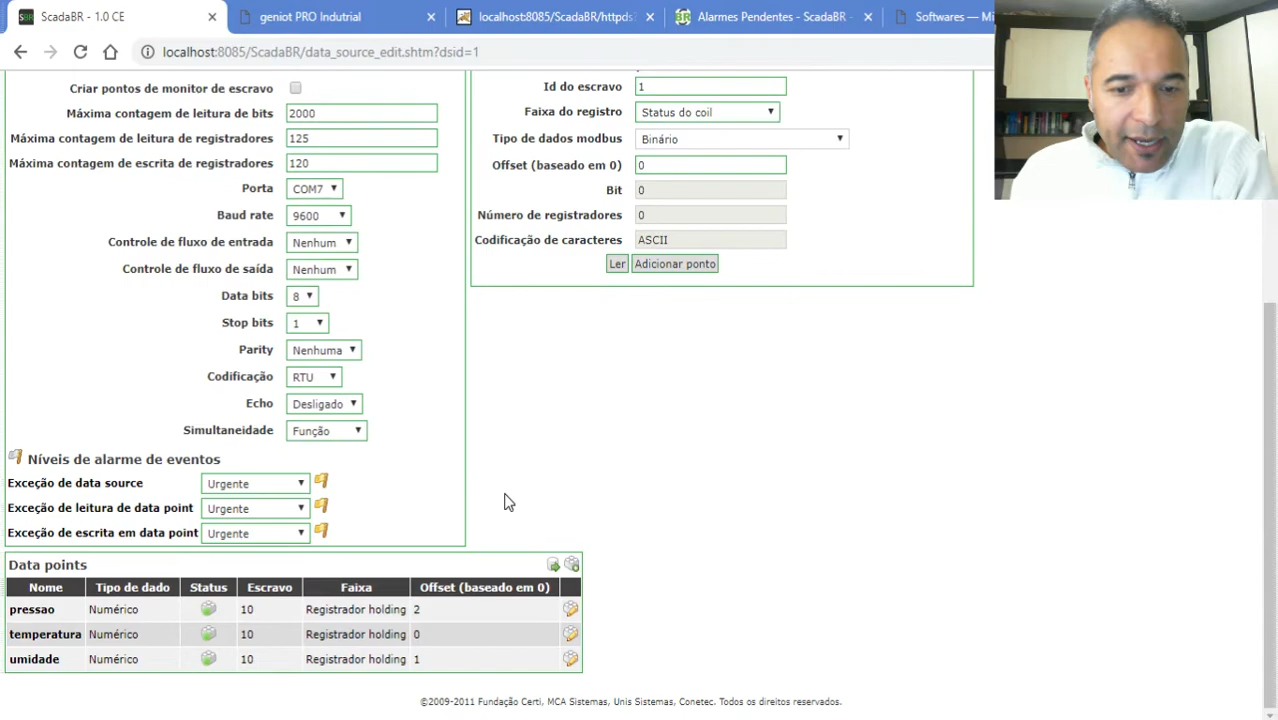 ScadaBR - 1.0 CE
geniot PRO Indutrial
localhost:8085/ScadaBR/httpds
Alarmes Pendentes - ScadaBR -
Softwares — Mi
localhost:8085/ScadaBR/data_source_edit.shtm?dsid=1
Criar pontos de monitor de escravo
Máxima contagem de leitura de bits 2000
Máxima contagem de leitura de registradores 125
Máxima contagem de escrita de registradores 120
Porta COM7
Baud rate 9600
Controle de fluxo de entrada Nenhum
Controle de fluxo de saída Nenhum
Data bits 8
Stop bits 1
Parity Nenhuma
Codificação RTU
Echo Desligado
Simultaneidade Função
Níveis de alarme de eventos
Exceção de data source Urgente
Exceção de leitura de data point Urgente
Exceção de escrita em data point Urgente
Id do escravo 1
Faixa do registro Status do coil
Tipo de dados modbus Binário
Offset (baseado em 0) 0
Bit 0
Número de registradores 0
Codificação de caracteres ASCII
Ler Adicionar ponto
Data points
Nome Tipo de dado Status Escravo Faixa Offset (baseado em 0)
pressao Numérico 10 Registrador holding 2
temperatura Numérico 10 Registrador holding 0
umidade Numérico 10 Registrador holding 1
©2009-2011 Fundação Certi, MCA Sistemas, Unis Sistemas, Conetec. Todos os direitos reservados.